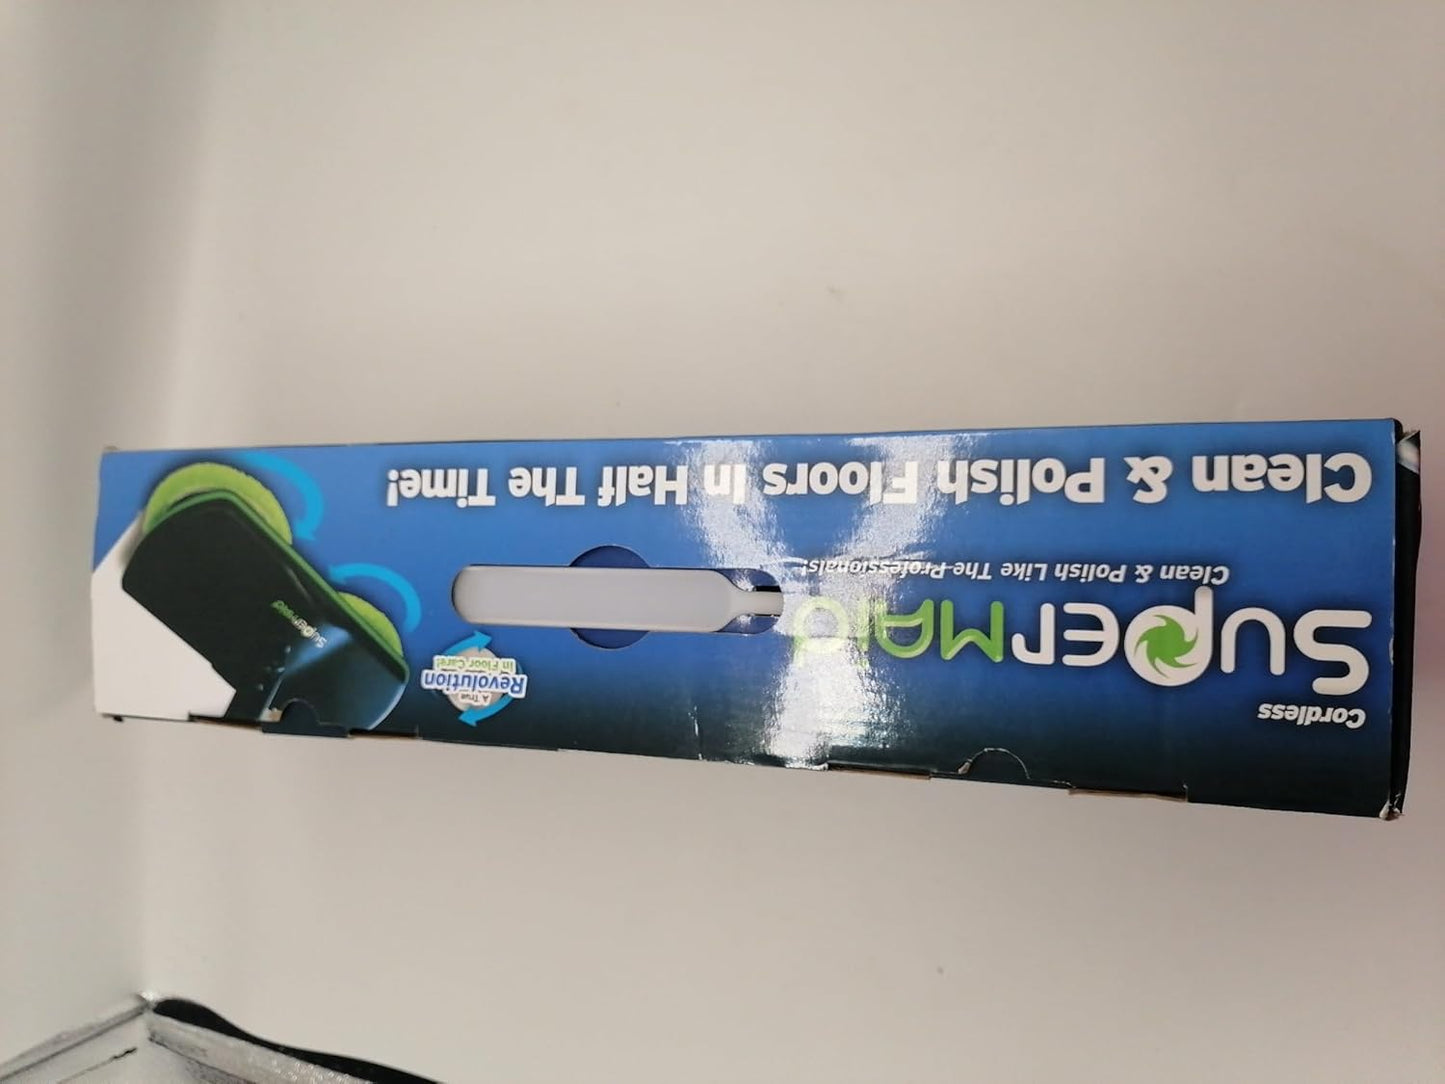 Cordless
SUPERMAID
Clean & Polish Like The Professionals!
Clean & Polish Floors In Half The Time!
A True
Revolution
in Floor Care!
SUPERMAID